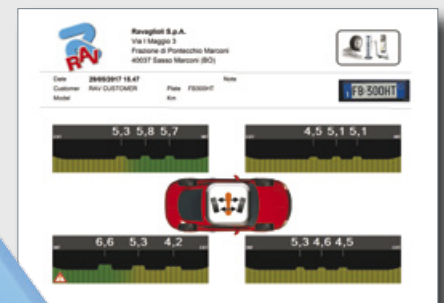 RAV
Ravaglioli S.p.A.
Via I Maggio 3
Frazione di Pontecchio Marconi
40037 Sasso Marconi (BO)
Date 29/05/2017 15.47 Note
Customer RAV CUSTOMER Plate FB300HT
Model Km
FB 300HT
5,3 5,8 5,7
4,5 5,1 5,1
6,6 5,3 4,2
5,3 4,6 4,5